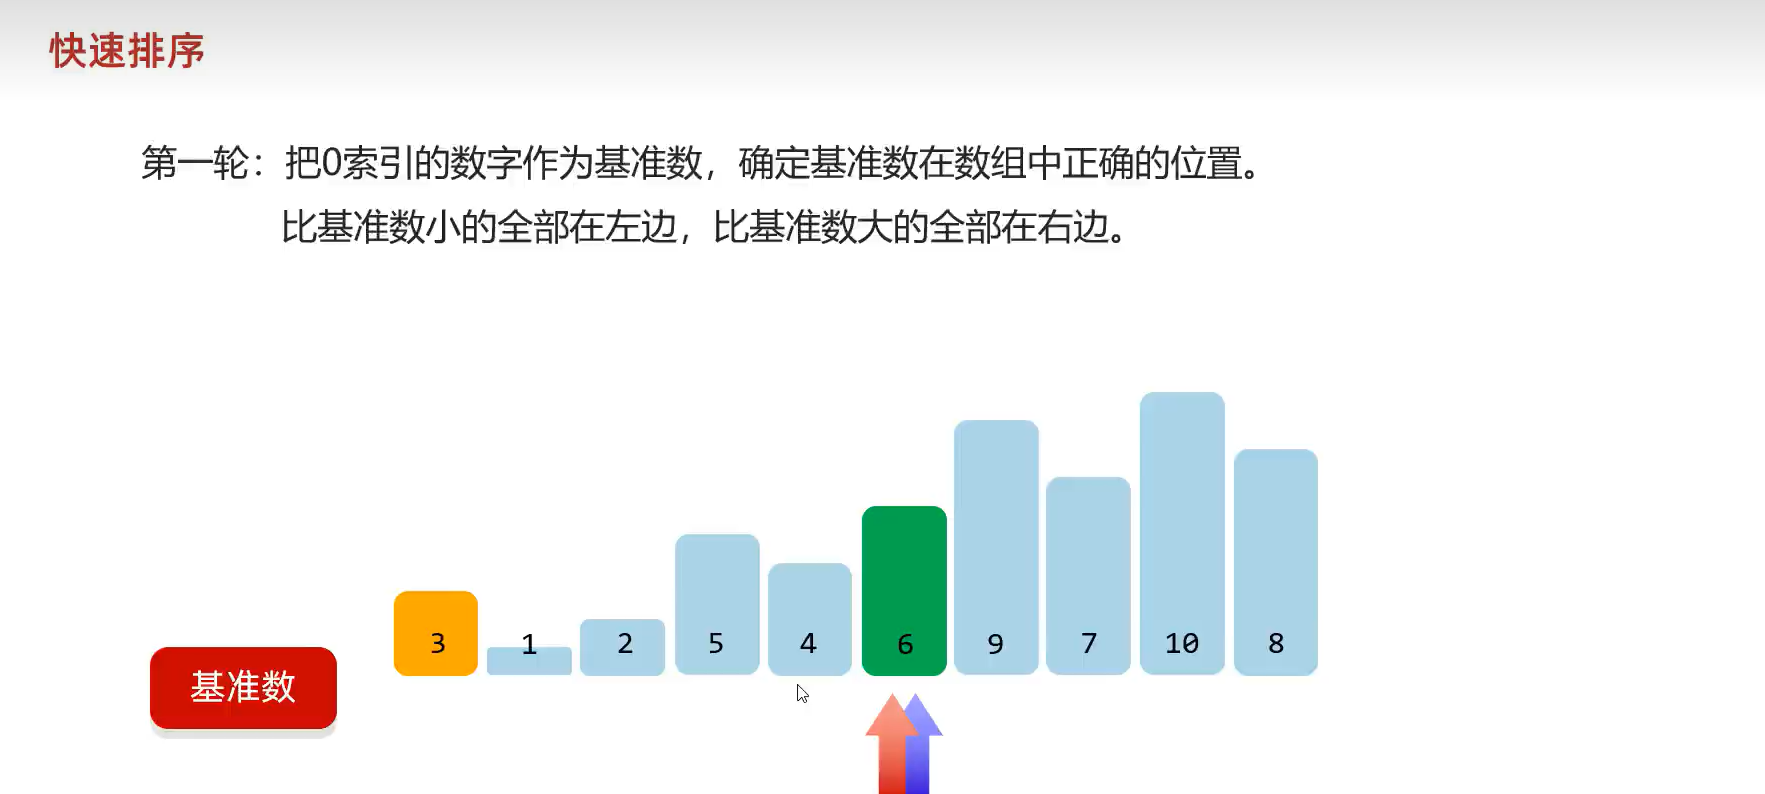 快速排序
第一轮：把0索引的数字作为基准数，确定基准数在数组中正确的位置。
比基准数小的全部在左边，比基准数大的全部在右边。
3 1 2 5 4 6 9 7 10 8
基准数